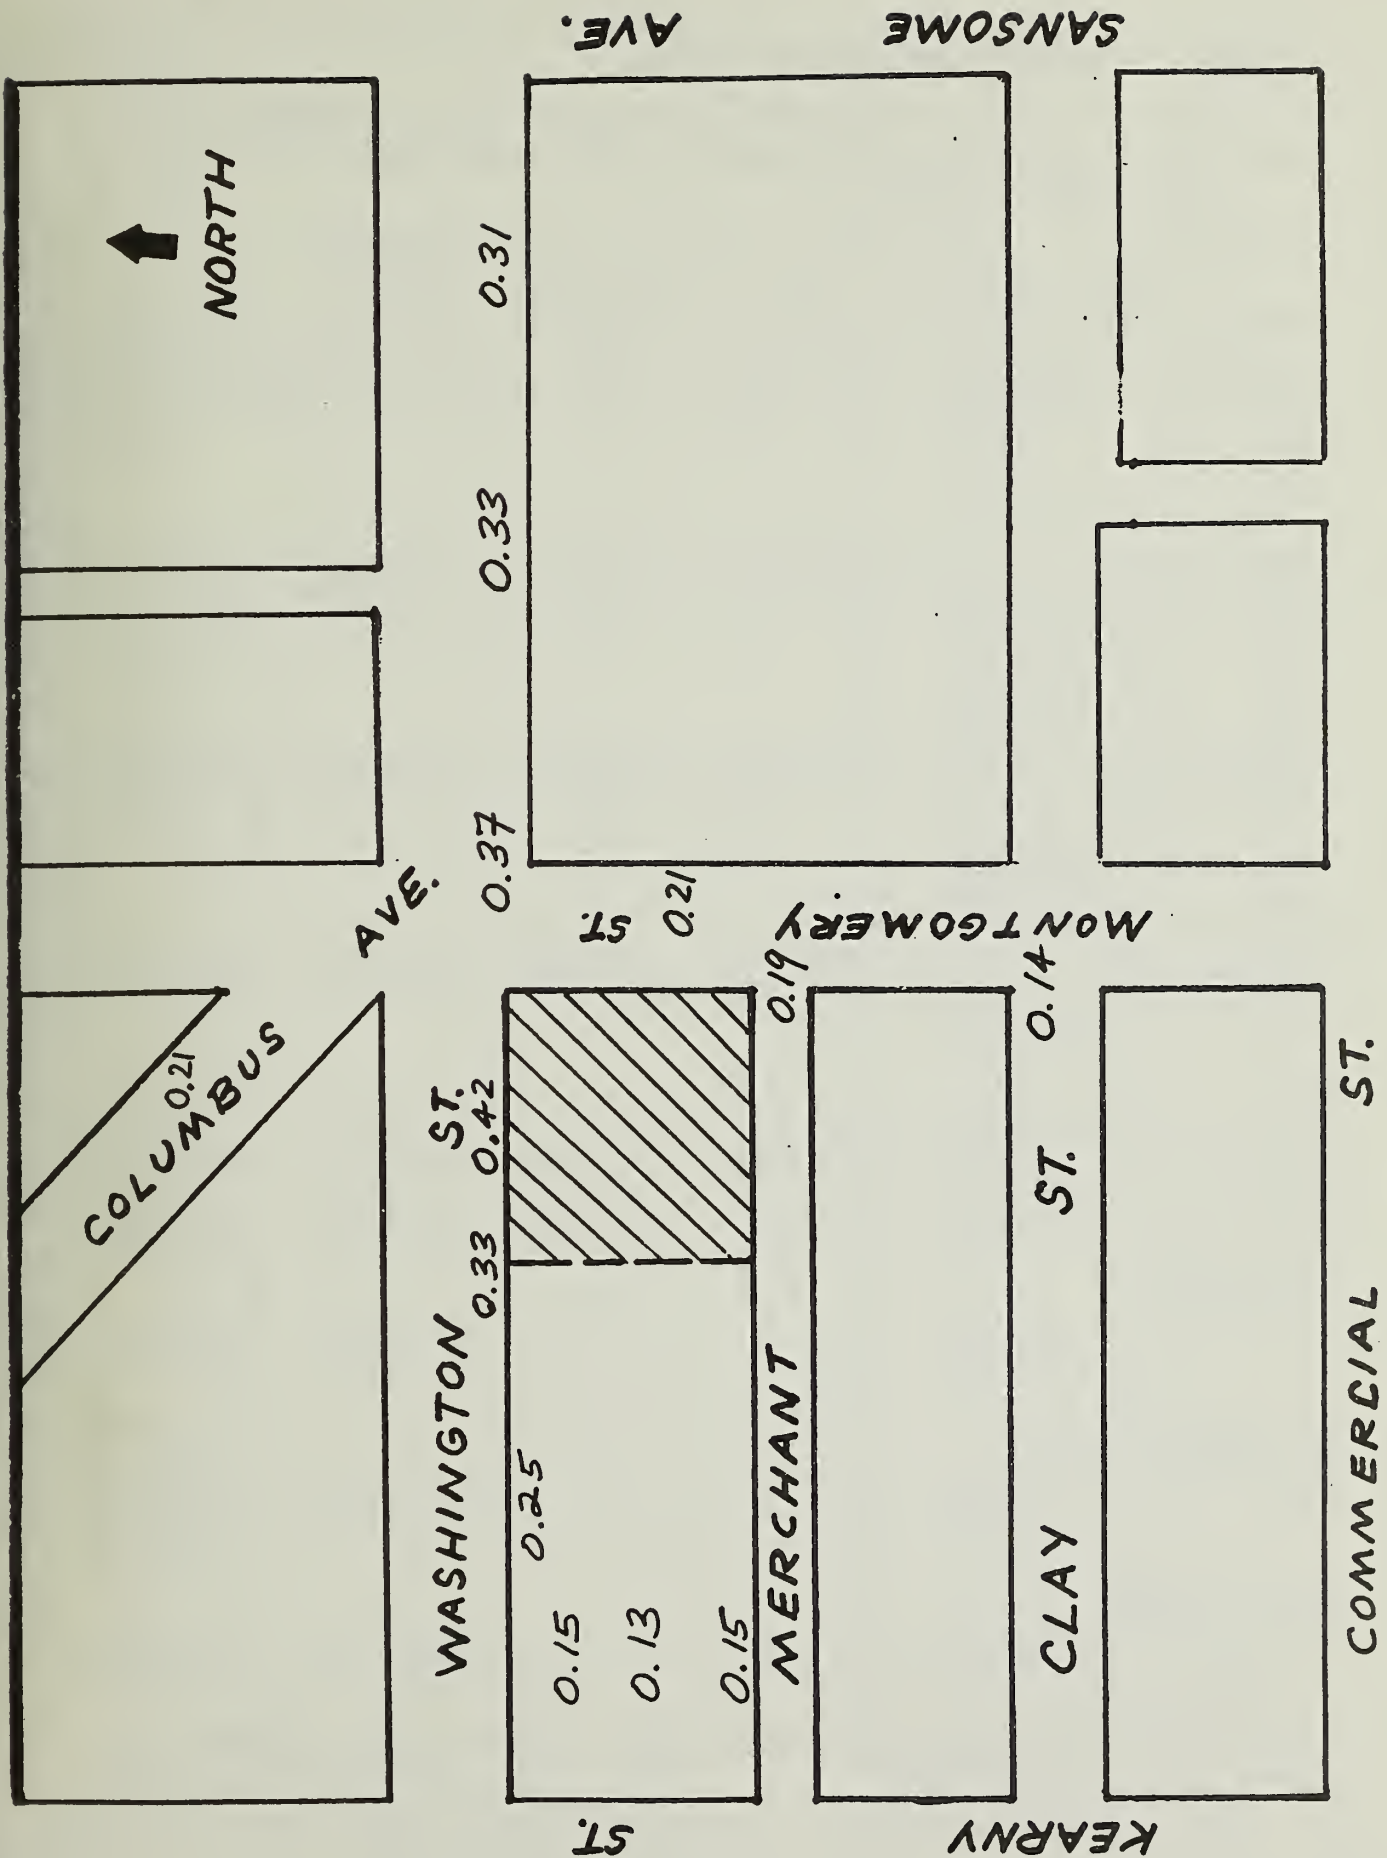 SANSOME AVE.
NORTH
0.31
0.33
0.37
COLUMBUS AVE.
0.21
WASHINGTON ST.
0.42
0.33
0.25
0.15
0.13
0.15
MONTGOMERY ST.
0.21
0.19
0.14
MERCHANT
CLAY ST.
COMMERCIAL ST.
KEARNY ST.